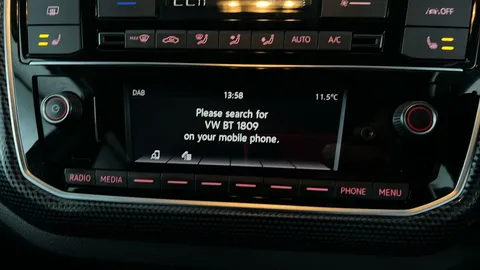 OFF
AUTO A/C
DAB 13:58 11.5°C
Please search for
VW BT 1809
on your mobile phone.
RADIO MEDIA PHONE MENU